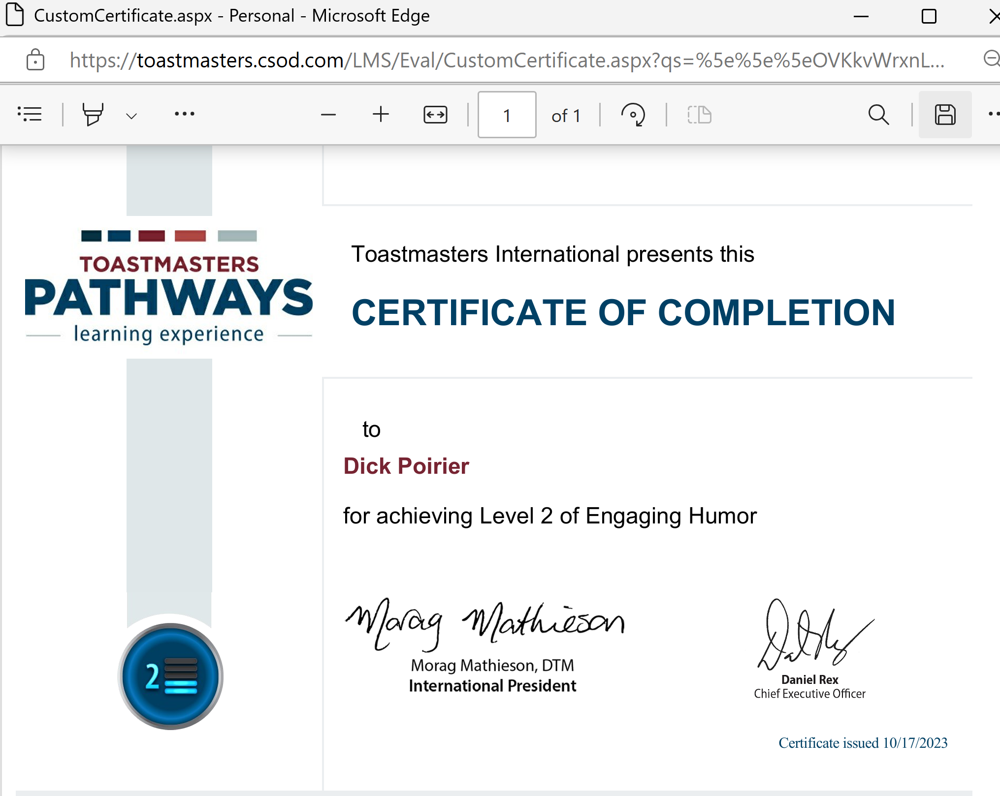 CustomCertificate.aspx - Personal - Microsoft Edge
https://toastmasters.csod.com/LMS/Eval/CustomCertificate.aspx?qs=%5e%5e%5eOVKkvWrxnL...
1 of 1
TOASTMASTERS
PATHWAYS
learning experience
Toastmasters International presents this
CERTIFICATE OF COMPLETION
to
Dick Poirier
for achieving Level 2 of Engaging Humor
Morag Mathieson
Morag Mathieson, DTM
International President
Daniel Rex
Chief Executive Officer
2
Certificate issued 10/17/2023